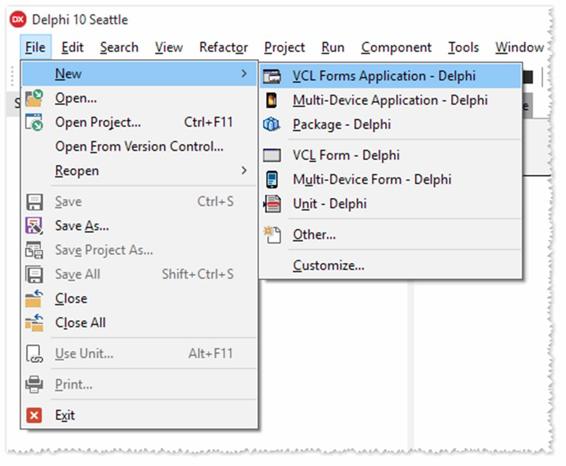 DX Delphi 10 Seattle
File Edit Search View Refactor Project Run Component Tools Window
New
Open...
Open Project... Ctrl+F11
Open From Version Control...
Reopen
Save Ctrl+S
Save As...
Save Project As...
Save All Shift+Ctrl+S
Close
Close All
Use Unit... Alt+F11
Print...
Exit
VCL Forms Application - Delphi
Multi-Device Application - Delphi
Package - Delphi
VCL Form - Delphi
Multi-Device Form - Delphi
Unit - Delphi
Other...
Customize...